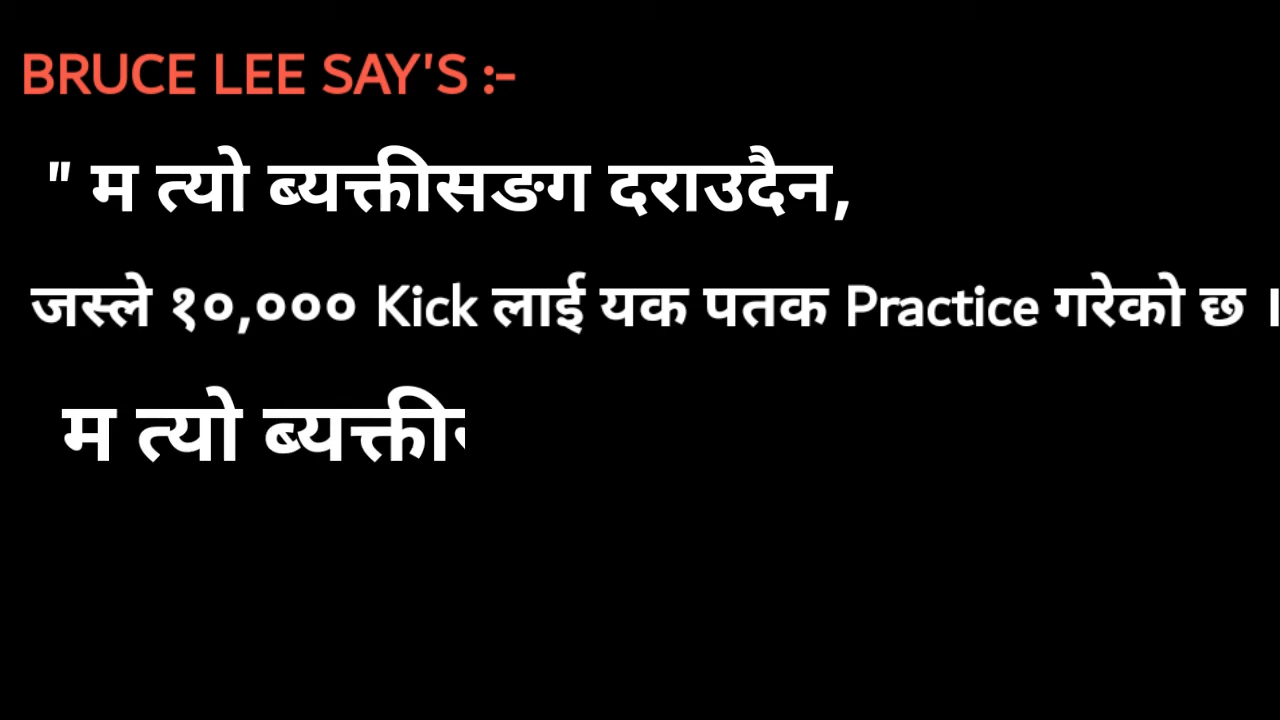 BRUCE LEE SAY'S :-
" म त्यो ब्यक्तीसङग दराउदैन,
जस्ले १०,००० Kick लाई यक पतक Practice गरेको छ ।
म त्यो ब्यक्ती